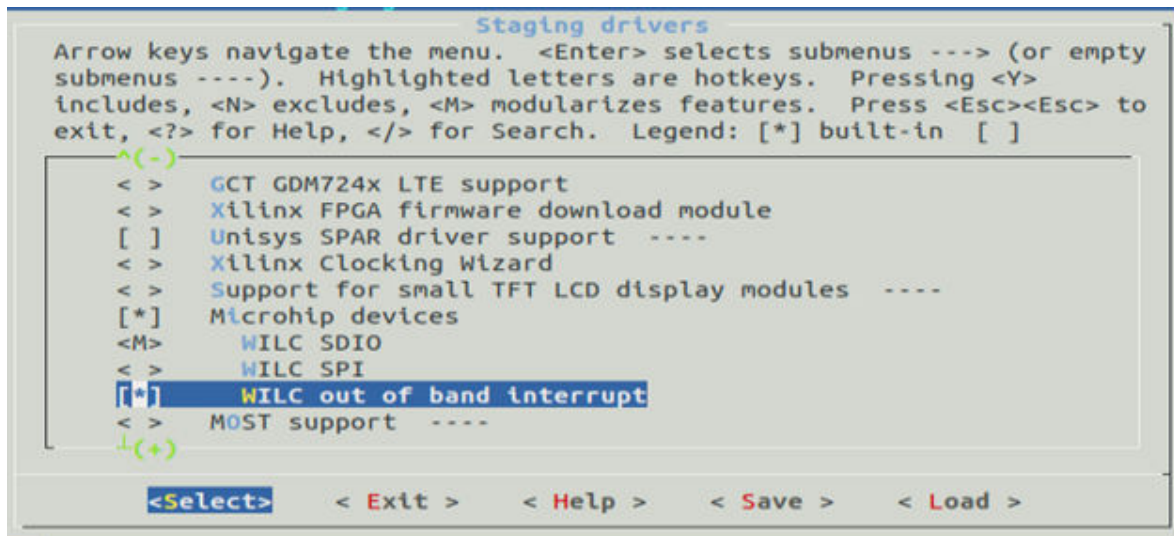 Staging drivers
Arrow keys navigate the menu.  <Enter> selects submenus ---> (or empty
submenus ----).  Highlighted letters are hotkeys.  Pressing <Y>
includes, <N> excludes, <M> modularizes features.  Press <Esc><Esc> to
exit, <?> for Help, </> for Search.  Legend: [*] built-in  [ ]
^(-)
< >   GCT GDM724x LTE support
< >   Xilinx FPGA firmware download module
[ ]   Unisys SPAR driver support  ----
< >   Xilinx Clocking Wizard
< >   Support for small TFT LCD display modules  ----
[*]   Microhip devices
<M>     WILC SDIO
< >     WILC SPI
[*]     WILC out of band interrupt
< >   MOST support  ----
┴(+)
<Select>    < Exit >    < Help >    < Save >    < Load >